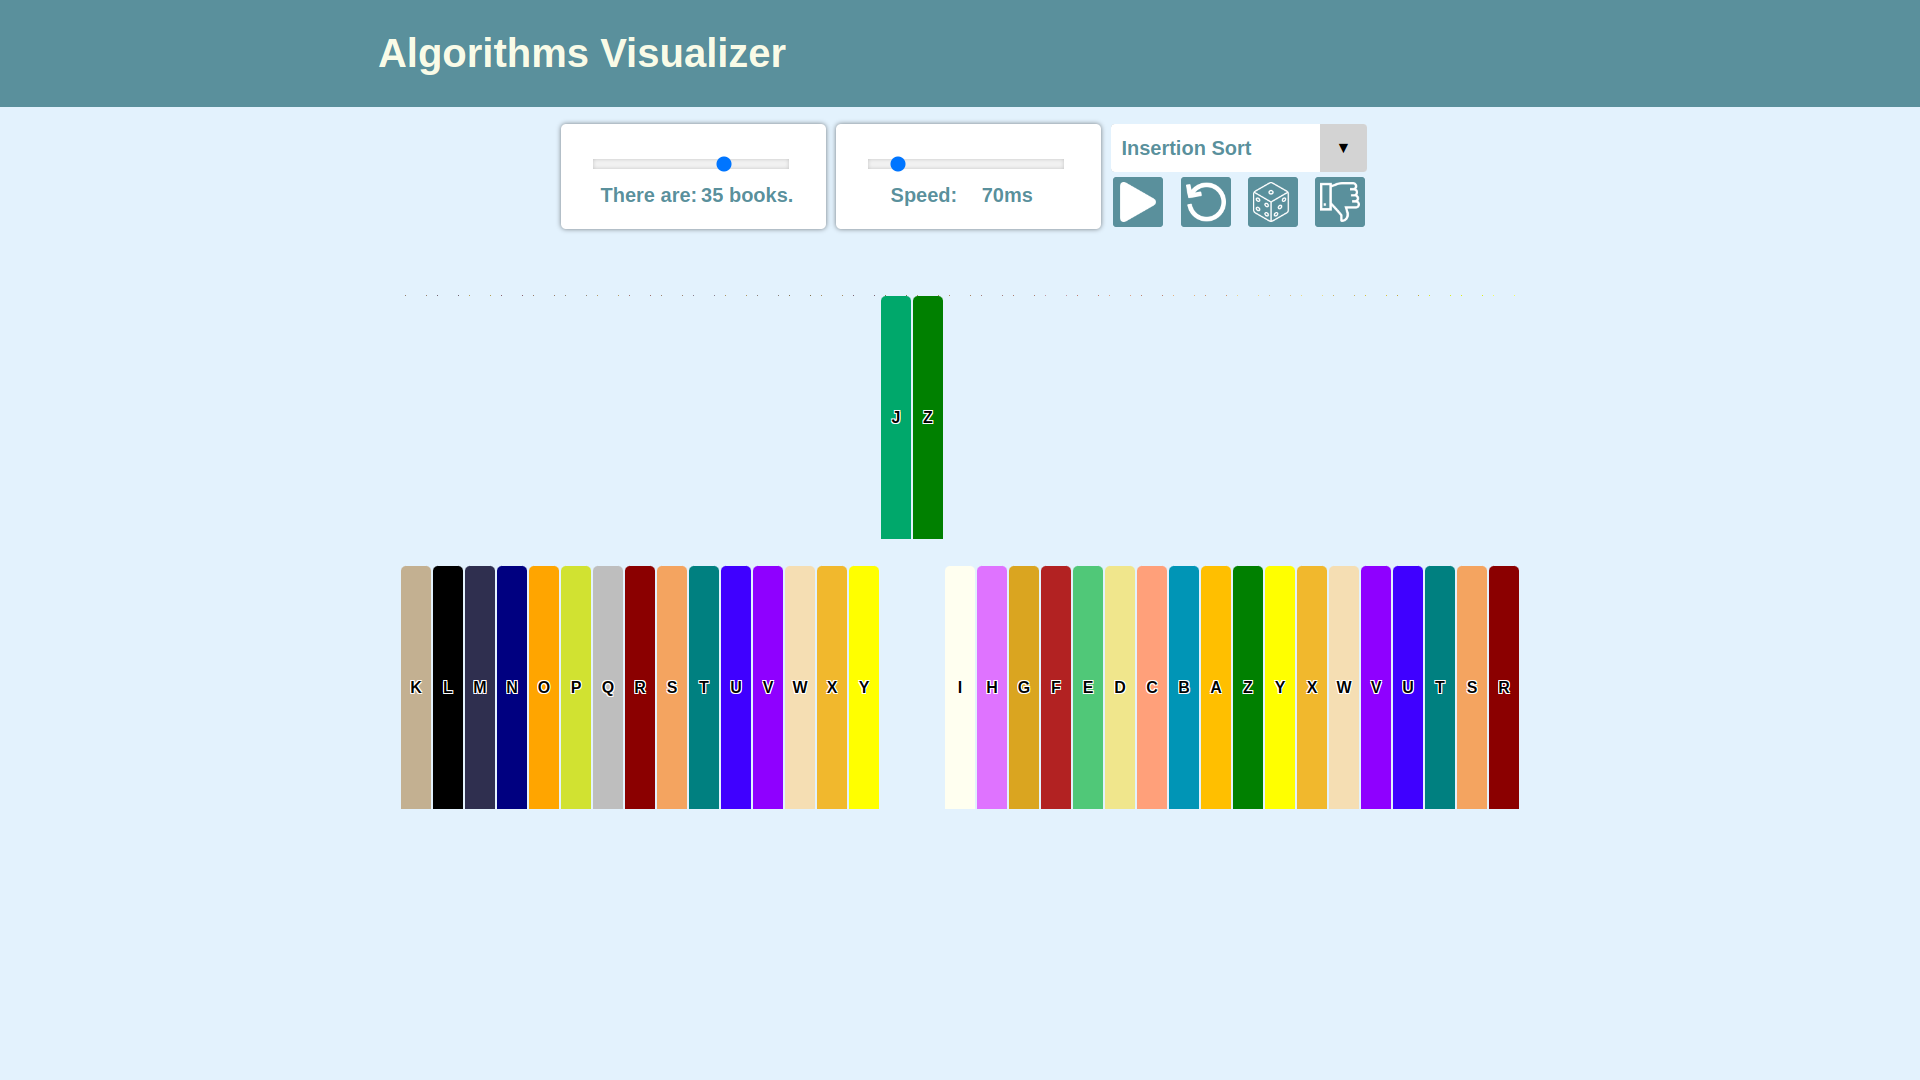 Algorithms Visualizer
There are: 35 books.
Speed: 70ms
Insertion Sort ▼
J Z
K L M N O P Q R S T U V W X Y I H G F E D C B A Z Y X W V U T S R